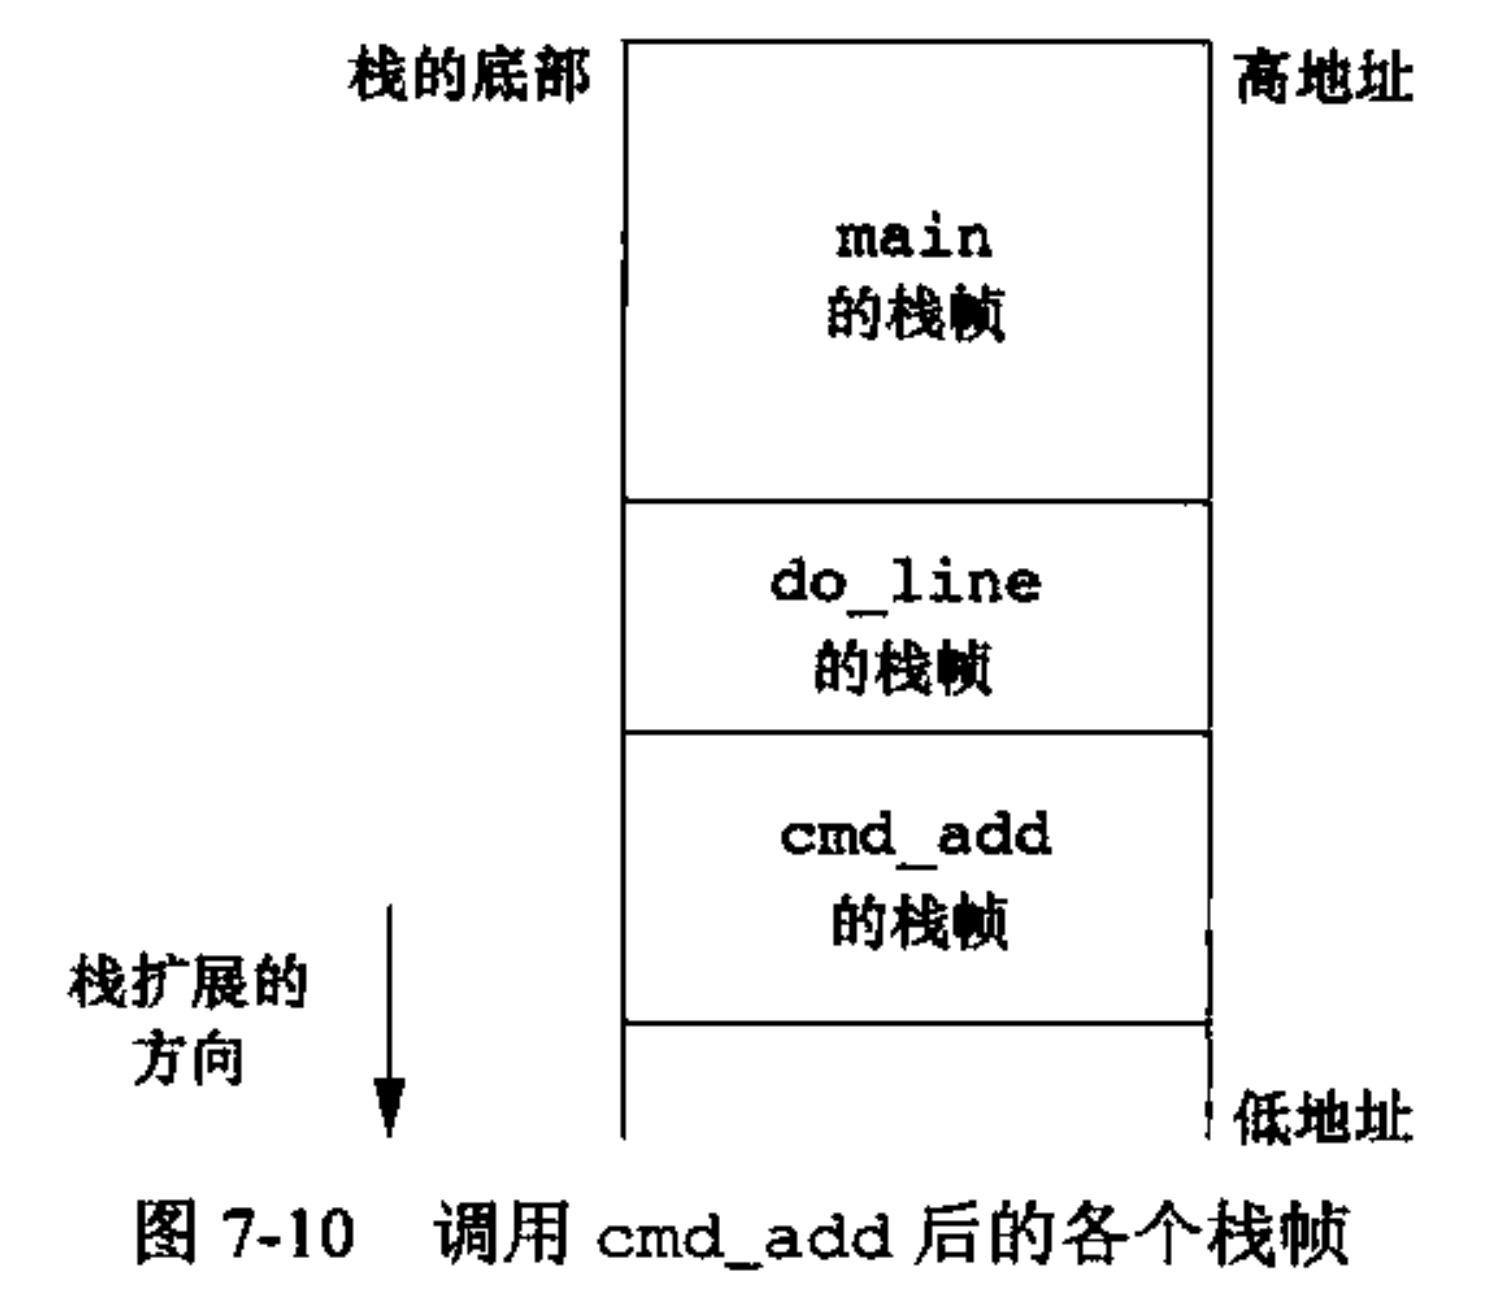 栈的底部
高地址
main
的栈帧
do_line
的栈帧
cmd_add
的栈帧
栈扩展的
方向
低地址
图 7-10 调用 cmd_add 后的各个栈帧